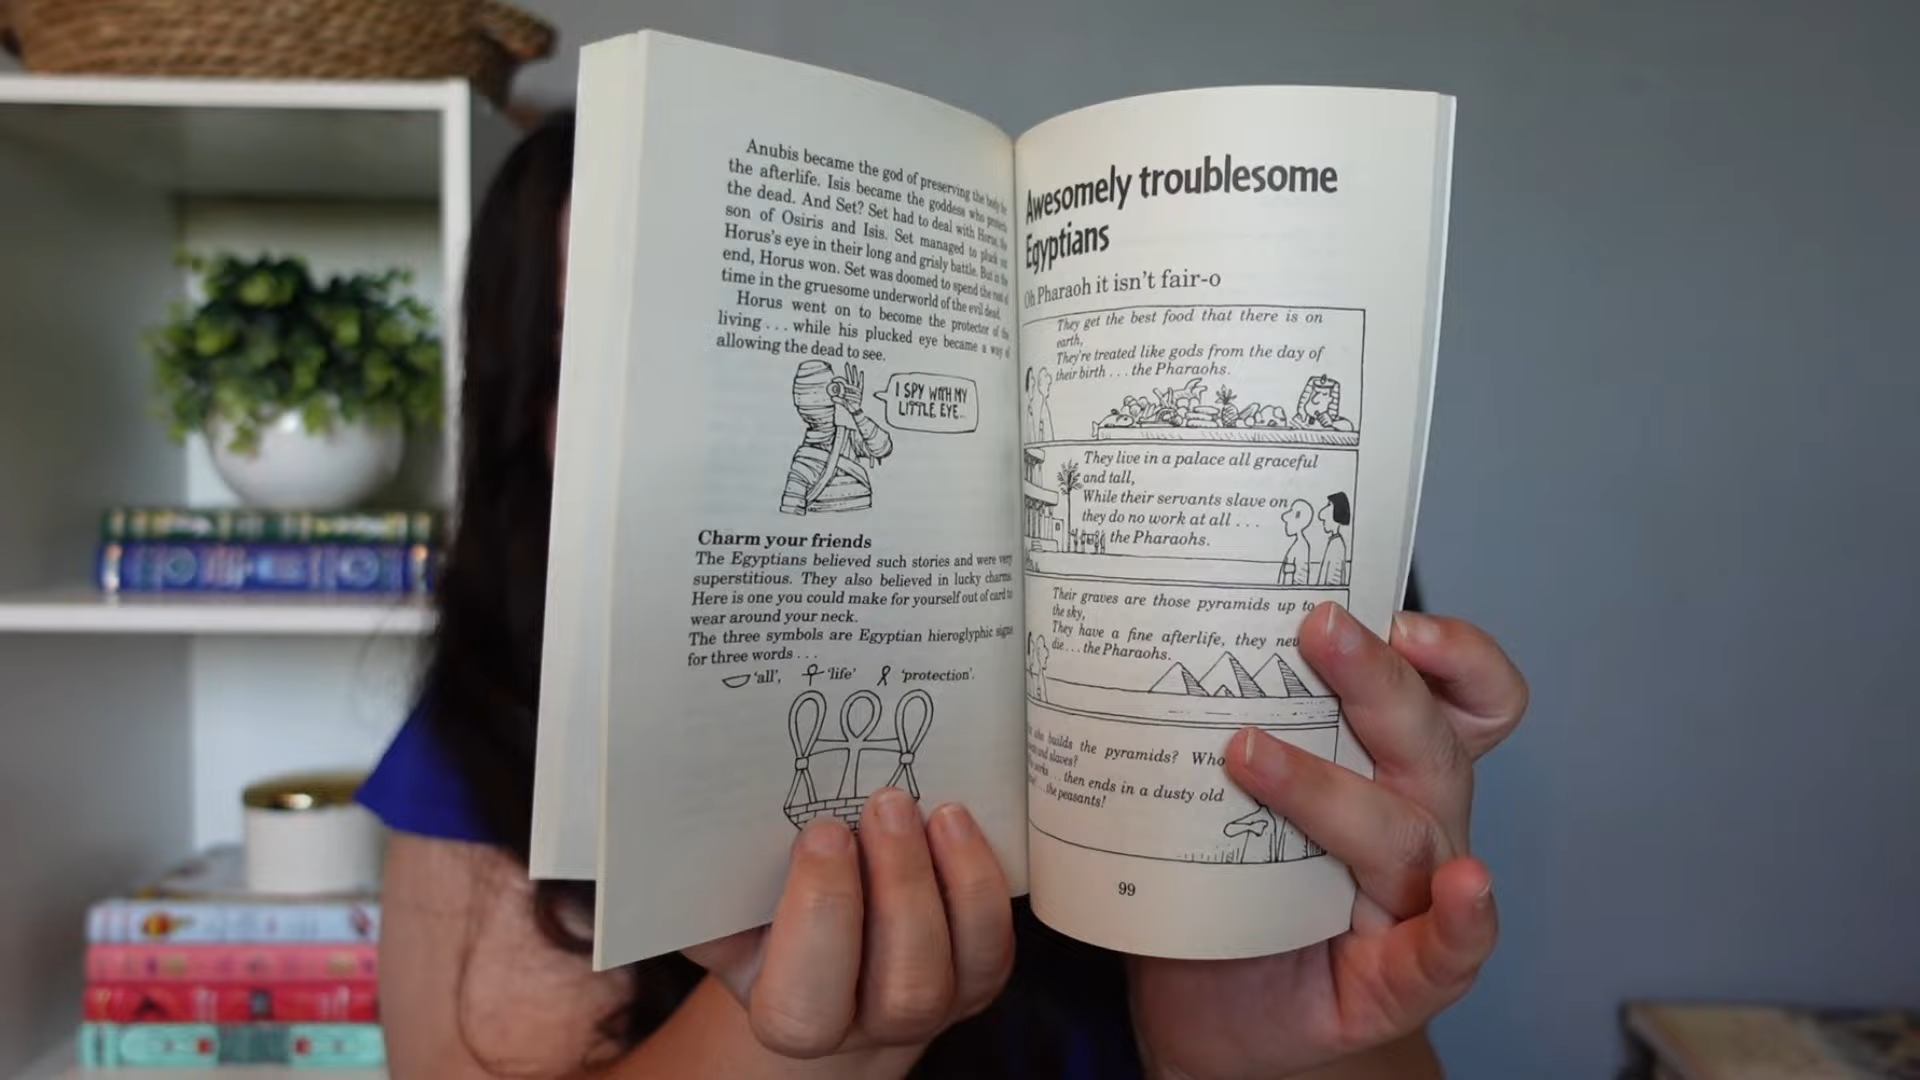 Anubis became the god of preserving the body for
the afterlife. Isis became the goddess who protects
the dead. And Set? Set had to deal with Horus, the
son of Osiris and Isis. Set managed to pluck out
Horus's eye in their long and grisly battle. But in the
end, Horus won. Set was doomed to spend the rest of
time in the gruesome underworld of the evil dead.
Horus went on to become the protector of the
living . . . while his plucked eye became a way of
allowing the dead to see.
I SPY WITH MY
LITTLE EYE...
Charm your friends
The Egyptians believed such stories and were very
superstitious. They also believed in lucky charms.
Here is one you could make for yourself out of card to
wear around your neck.
The three symbols are Egyptian hieroglyphic signs
for three words . . .
'all', 'life' 'protection'.
Awesomely troublesome
Egyptians
Oh Pharaoh it isn't fair-o
They get the best food that there is on
earth,
They're treated like gods from the day of
their birth . . . the Pharaohs.
They live in a palace all graceful
and tall,
While their servants slave on
they do no work at all . . .
the Pharaohs.
Their graves are those pyramids up to
the sky,
They have a fine afterlife, they
die . . . the Pharaohs.
who builds the pyramids? Who
and slaves?
. . . then ends in a dusty old
. . . the peasants!
99